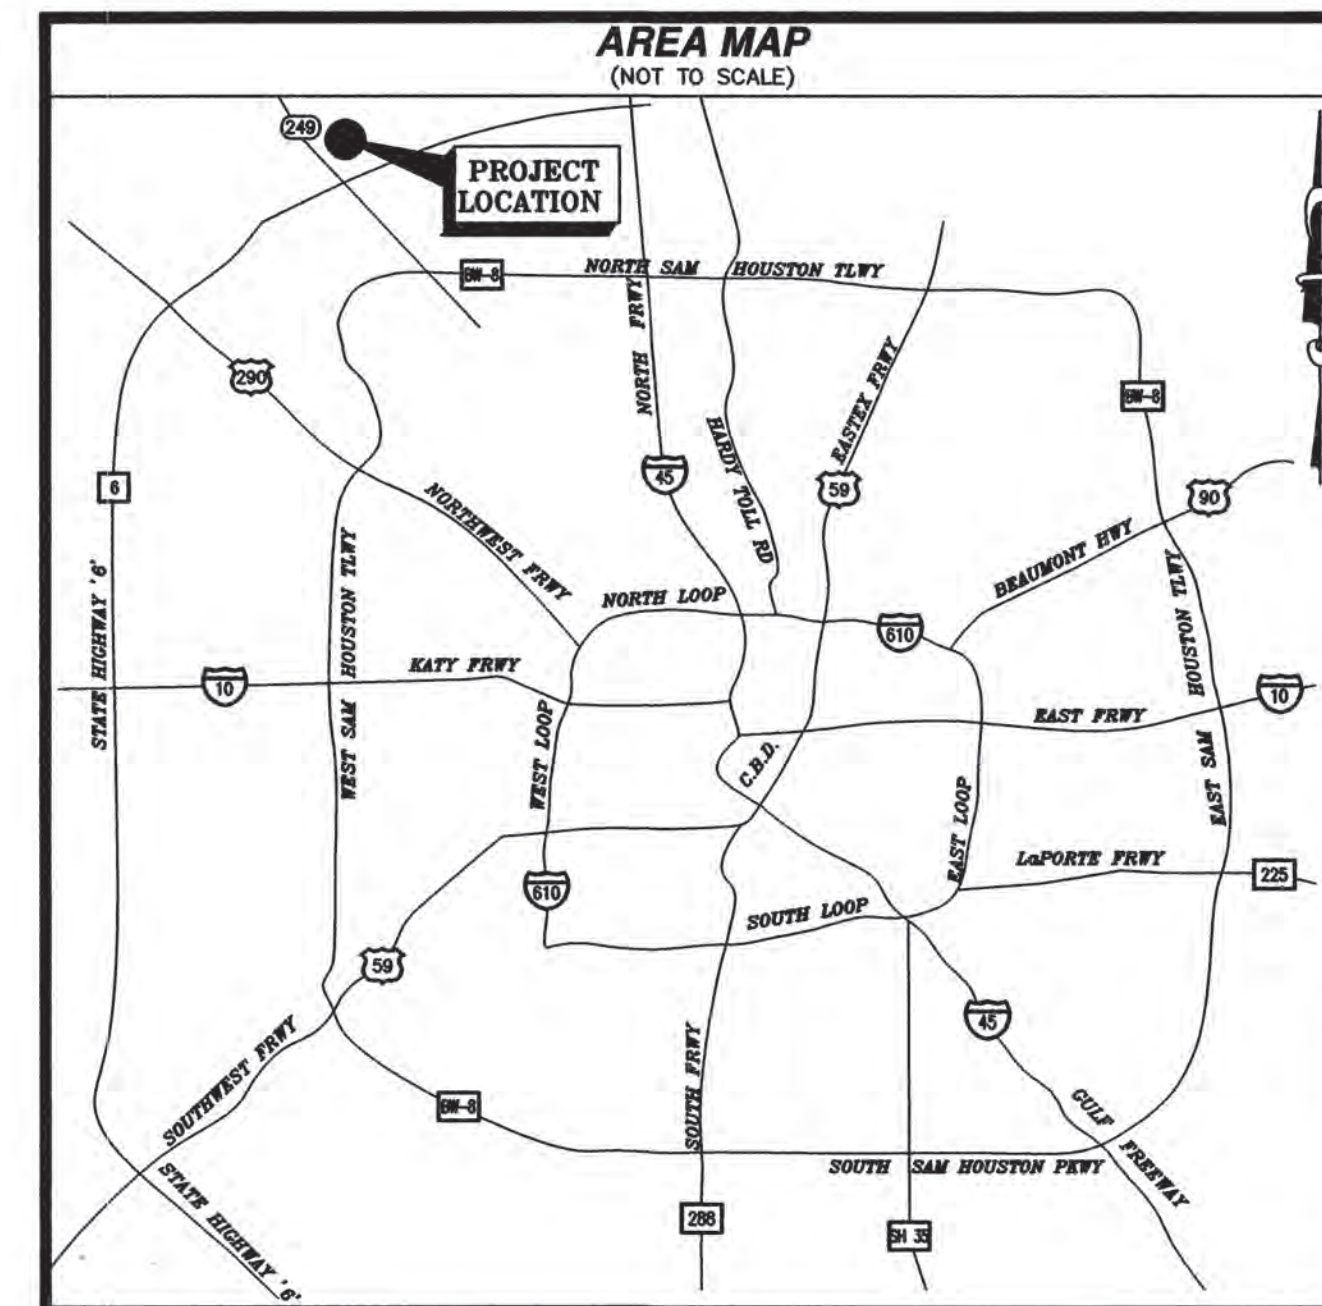 AREA MAP
(NOT TO SCALE)
249
PROJECT
LOCATION
BW-8
NORTH SAM HOUSTON TLWY
NORTH FRWY
290
EASTEX FRWY
BW-8
HARDY TOLL RD
45
59
6
90
NORTHWEST FRWY
BEAUMONT HWY
STATE HIGHWAY '6'
WEST SAM HOUSTON TLWY
NORTH LOOP
610
EAST SAM HOUSTON TLWY
KATY FRWY
10
10
EAST FRWY
WEST LOOP
C.B.D.
EAST LOOP
LaPORTE FRWY
225
610
SOUTH LOOP
59
45
SOUTHWEST FRWY
SOUTH FRWY
BW-8
GULF FREEWAY
SOUTH SAM HOUSTON PKWY
STATE HIGHWAY '6'
288
SH 35